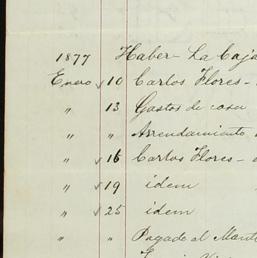 1877 Haber - La Caja
Enero √ 10 Carlos Flores -
" 13 Gastos de casa
" " Arrendamiento
" √ 16 Carlos Flores -
" √ 19 idem
" √ 25 idem
" " Pagado al